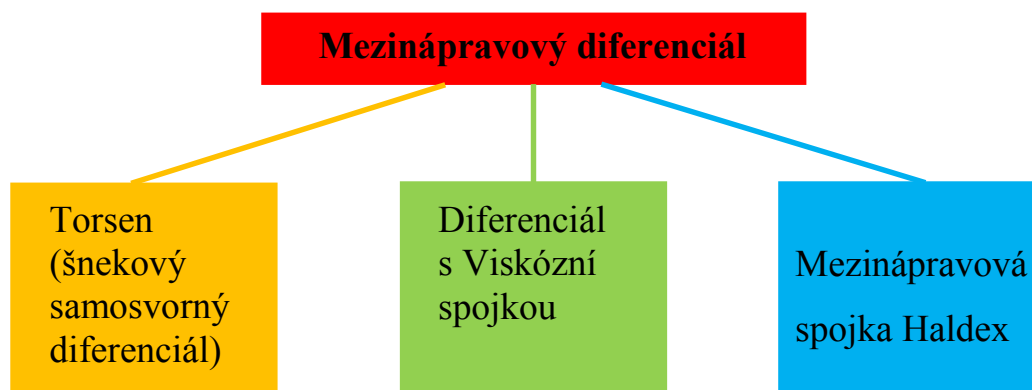 Mezinápravový diferenciál
Torsen
(šnekový
samosvorný
diferenciál)
Diferenciál
s Viskózní
spojkou
Mezinápravová
spojka Haldex